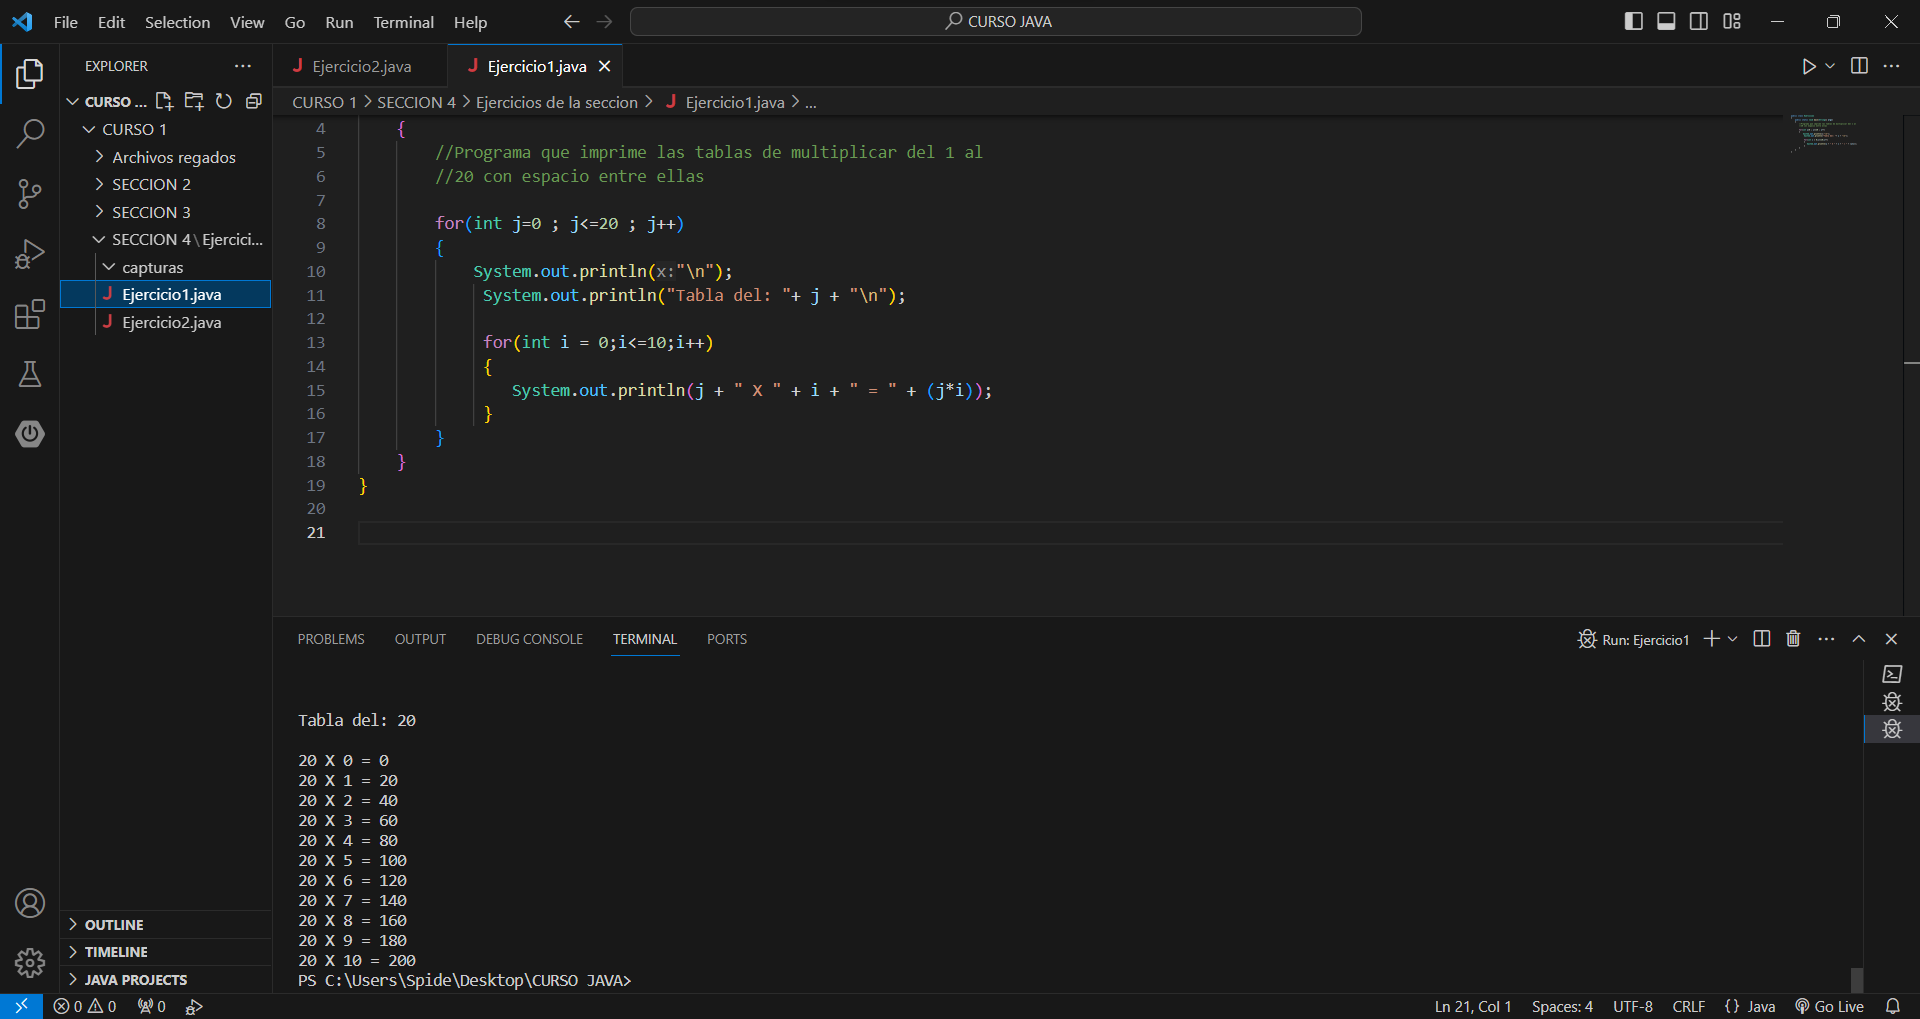 File Edit Selection View Go Run Terminal Help
CURSO JAVA
EXPLORER
CURSO ...
CURSO 1
Archivos regados
SECCION 2
SECCION 3
SECCION 4\Ejercici...
capturas
J Ejercicio1.java
J Ejercicio2.java
OUTLINE
TIMELINE
JAVA PROJECTS
J Ejercicio2.java J Ejercicio1.java
CURSO 1 > SECCION 4 > Ejercicios de la seccion > J Ejercicio1.java > ...
4 {
5 //Programa que imprime las tablas de multiplicar del 1 al
6 //20 con espacio entre ellas
7
8 for(int j=0 ; j<=20 ; j++)
9 {
10 System.out.println(x:"\n");
11 System.out.println("Tabla del: "+ j + "\n");
12
13 for(int i = 0;i<=10;i++)
14 {
15 System.out.println(j + " X " + i + " = " + (j*i));
16 }
17 }
18 }
19 }
20
21
PROBLEMS OUTPUT DEBUG CONSOLE TERMINAL PORTS
Run: Ejercicio1
Tabla del: 20
20 X 0 = 0
20 X 1 = 20
20 X 2 = 40
20 X 3 = 60
20 X 4 = 80
20 X 5 = 100
20 X 6 = 120
20 X 7 = 140
20 X 8 = 160
20 X 9 = 180
20 X 10 = 200
PS C:\Users\Spide\Desktop\CURSO JAVA>
0 0 0
Ln 21, Col 1 Spaces: 4 UTF-8 CRLF {} Java Go Live